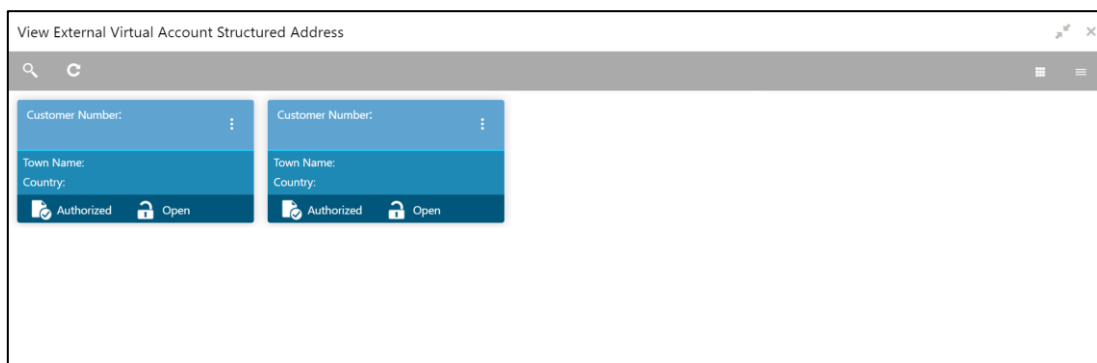 View External Virtual Account Structured Address
Customer Number:
Town Name:
Country:
Authorized Open
Customer Number:
Town Name:
Country:
Authorized Open